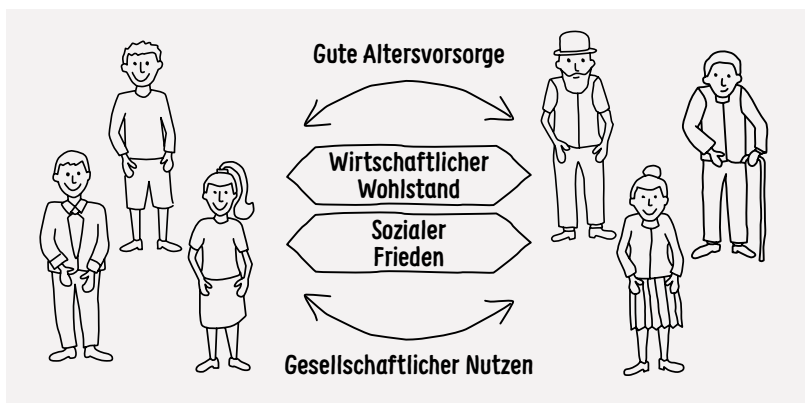 Gute Altersvorsorge
Wirtschaftlicher
Wohlstand
Sozialer
Frieden
Gesellschaftlicher Nutzen